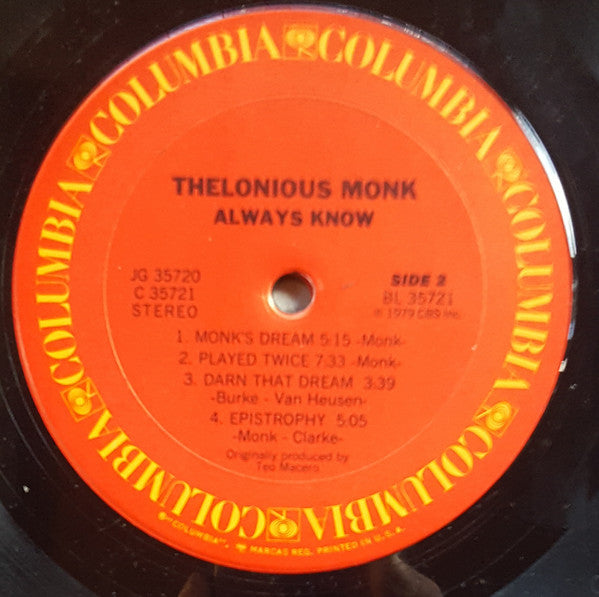 COLUMBIA COLUMBIA COLUMBIA COLUMBIA COLUMBIA COLUMBIA COLUMBIA COLUMBIA
THELONIOUS MONK
ALWAYS KNOW
JG 35720
C 35721
STEREO
SIDE 2
BL 35721
℗ 1979 CBS Inc.
1. MONK'S DREAM 5:15 -Monk-
2. PLAYED TWICE 7:33 -Monk-
3. DARN THAT DREAM 3:39
-Burke - Van Heusen-
4. EPISTROPHY 5:05
-Monk - Clarke-
Originally produced by
Teo Macero
® "COLUMBIA", MARCAS REG. PRINTED IN U.S.A.